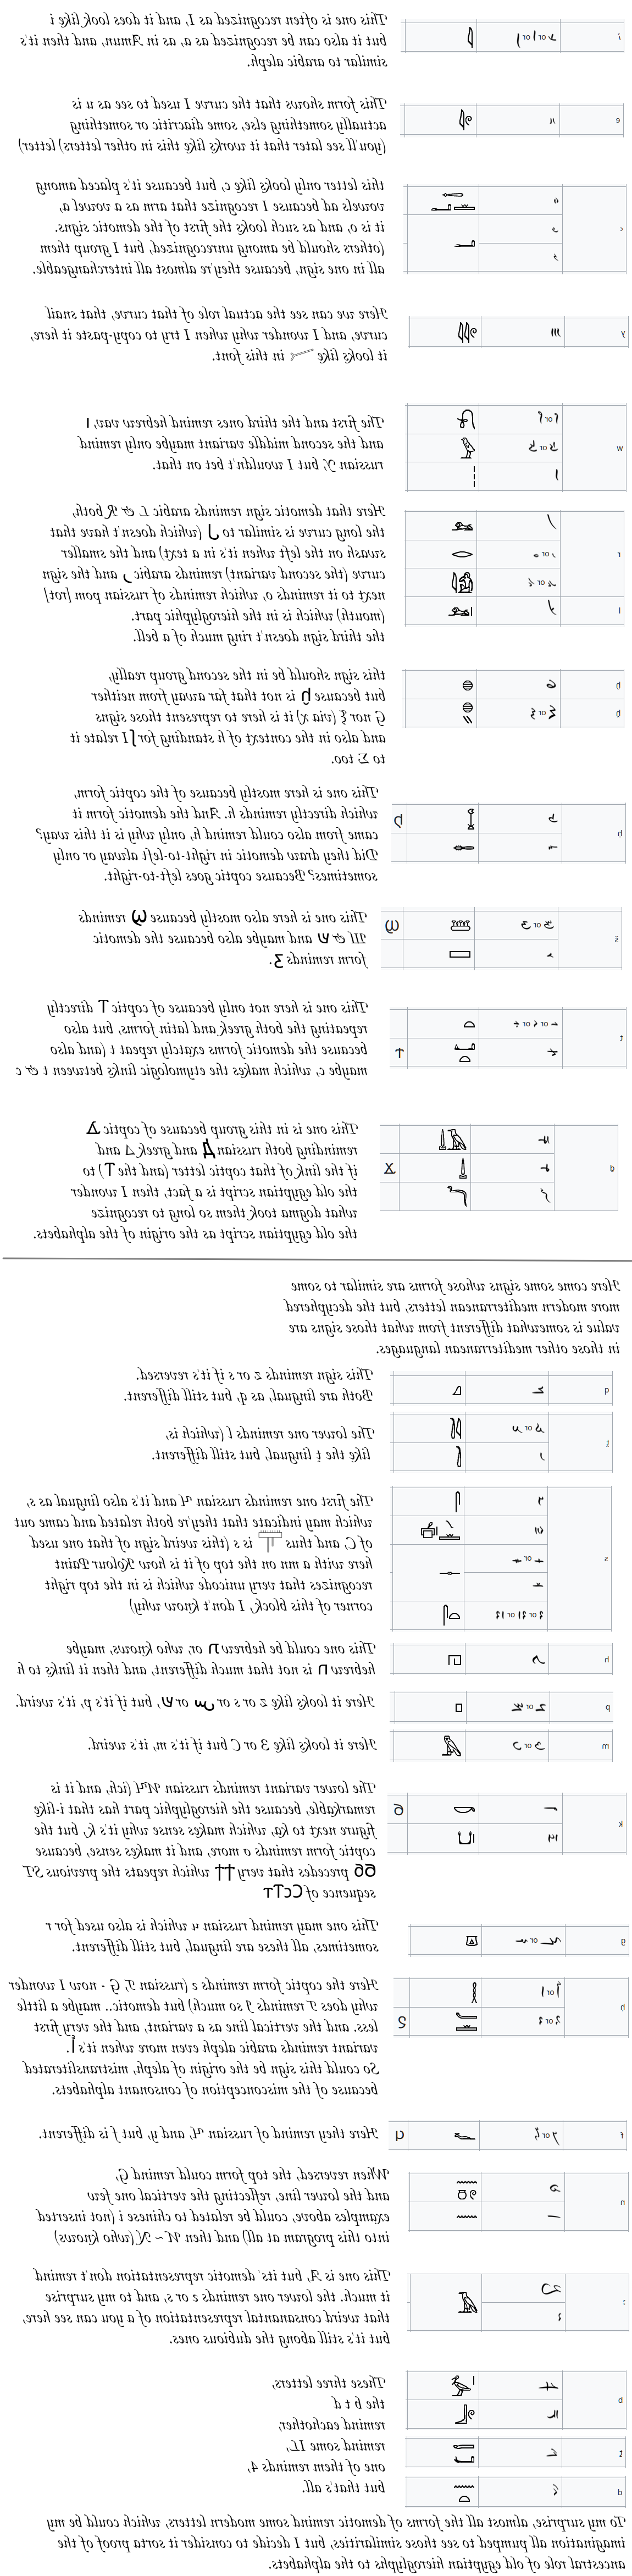 i
or or
This one is often recognized as I, and it does look like i
but it also can be recognized as a, as in Amun, and then it's
similar to arabic aleph.
e
This form shows that the curve I used to see as u is
actually something else, some diacritic or something
(you'll see later that it works like this in other letters) letter)
this letter only looks like c, but because it's placed among
vowels ad because I recognize that arm as a vowel a,
it is o, and as such looks the first of the demotic signs.
(others should be among unrecognized, but I group them
all in one sign, because they're almost all interchangeable.
y
Here we can see the actual role of that curve, that snail
curve, and I wonder why when I try to copy-paste it here,
it looks like in this font.
w
or
or
The first and the third ones remind hebrew vav, ו
and the second middle variant maybe only remind
russian У, but I wouldn't bet on that.
r
or
or
l
Here that demotic sign reminds arabic L & R both,
the long curve is similar to ل (which doesn't have that
swash on the left when it's in a text) and the smaller
curve (the second variant) reminds arabic ر and the sign
next to it reminds o, which reminds of russian рот [rot]
(mouth) which is in the hieroglyphic part.
the third sign doesn't ring much of a bell.
ḫ
ḫ
or
this sign should be in the second group really,
but because ḫ is not that far away from neither
G nor ξ (via x) it is here to represent those signs
and also in the context of h standing for ʃ I relate it
to Σ too.
ẖ
This one is here mostly because of the coptic form,
which directly reminds h. And the demotic form it
came from also could remind h, only why is it this way?
Did they draw demotic in right-to-left alway or only
sometimes? Because coptic goes left-to-right.
š
or
Ϣ
This one is here also mostly because Ϣ reminds
Ш & ש and maybe also because the demotic
form reminds Ʒ.
t
or or
This one is here not only because of coptic Ⲧ directly
repeating the both greek and latin forms, but also
because the demotic forms exately repeat t (and also
maybe c, which makes the etymologic links between t & c
ḏ
This one is in this group because of coptic Ⲇ
reminding both russian Д and greek Δ and
if the link of that coptic letter (and the Ⲧ) to
the old egyptian script is a fact, then I wonder
what dogma took them so long to recognize
the old egyptian script as the origin of the alphabets.
Here come some signs whose forms are similar to some
more modern mediterranean letters, but the decyphered
value is somewhat different from what those signs are
in those other mediterranean languages.
q
This sign reminds z or s if it's reversed.
Both are lingual, as q, but still different.
ṱ
or
The lower one reminds l (which is,
like the ṱ lingual, but still different.
s
or
or or
The first one reminds russian Ч and it's also lingual as s,
which may indicate that they're both related and came out
of C and thus is s (this weird sign of that one used
here with a мн on the top of it is how Kolour Paint
recognizes that very unicode which is in the top right
corner of this block, I don't know why)
h
This one could be hebrew ח or, who knows, maybe
hebrew ח is not that much different, and then it links to h
p
or
Here it looks like z or s or س or ש, but if it's p, it's weird.
m
or
Here it looks like 3 or C but if it's m, it's weird.
k
Ϭ
The lower variant reminds russian ИЧ (ich, and it is
remarkable, because the hieroglyphic part has that i-like
figure next to ka, which makes sense why it's k, but the
coptic form reminds o more, and it makes sense, because
Ϭϭ precedes that very Ϯϯ which repeats the previous ST
sequence of ⲤⲥⲦⲧ
g
or
This one may remind russian ч which is also used for r
sometimes, all these are lingual, but still different.
ḥ
or
or
Ϩ
Here the coptic form reminds г (russian Г, G - now I wonder
why does Г reminds J so much) but demotic.. maybe a little
less. and the vertical line as a variant, and the very first
variant reminds arabic aleph even more when it's أ.
So could this sign be the origin of aleph, mistransliterated
because of the misconception of consonant alphabets.
f
or
Ϥ
Here they remind of russian Ч, and y, but f is different.
n
When reversed, the top form could remind G,
and the lower line, reflecting the vertical one few
examples above, could be related to chinese i (not inserted
into this program at all) and then И ~ N (who knows)
This one is A, but its' demotic representation don't remind
it much. the lower one reminds г or s, and to my surprise
that weird consanantal representation of a you can see here,
but it's still abong the dubious ones.
b
t
d
These three letters,
the b t d
remind eachother,
remind some IL,
one of them reminds 4,
but that's all.
To my surprise, almost all the forms of demotic remind some modern letters, which could be my
imagination all pumped to see those similarities, but I decide to consider it sorta proof of the
ancestral role of old egyptian hieroglyphs to the alphabets.